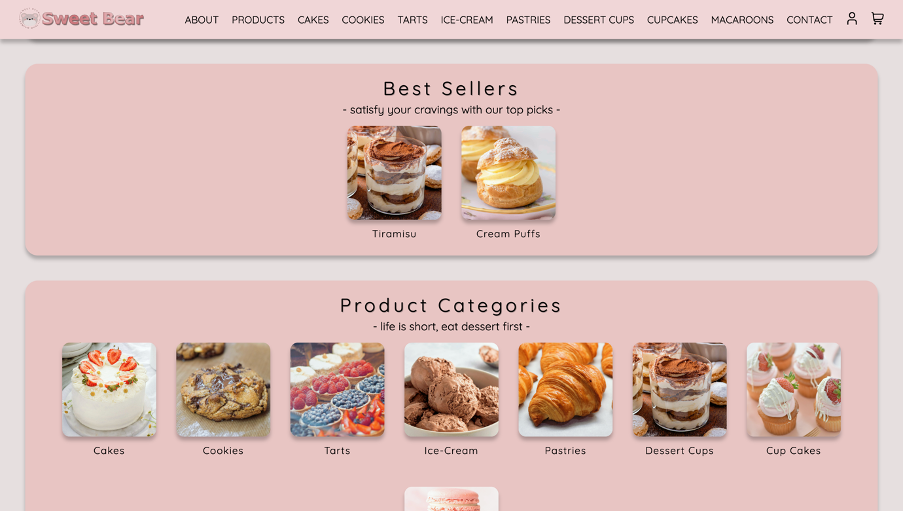 Sweet Bear ABOUT PRODUCTS CAKES COOKIES TARTS ICE-CREAM PASTRIES DESSERT CUPS CUPCAKES MACAROONS CONTACT
Best Sellers
- satisfy your cravings with our top picks -
Tiramisu Cream Puffs
Product Categories
- life is short, eat dessert first -
Cakes Cookies Tarts Ice-Cream Pastries Dessert Cups Cup Cakes